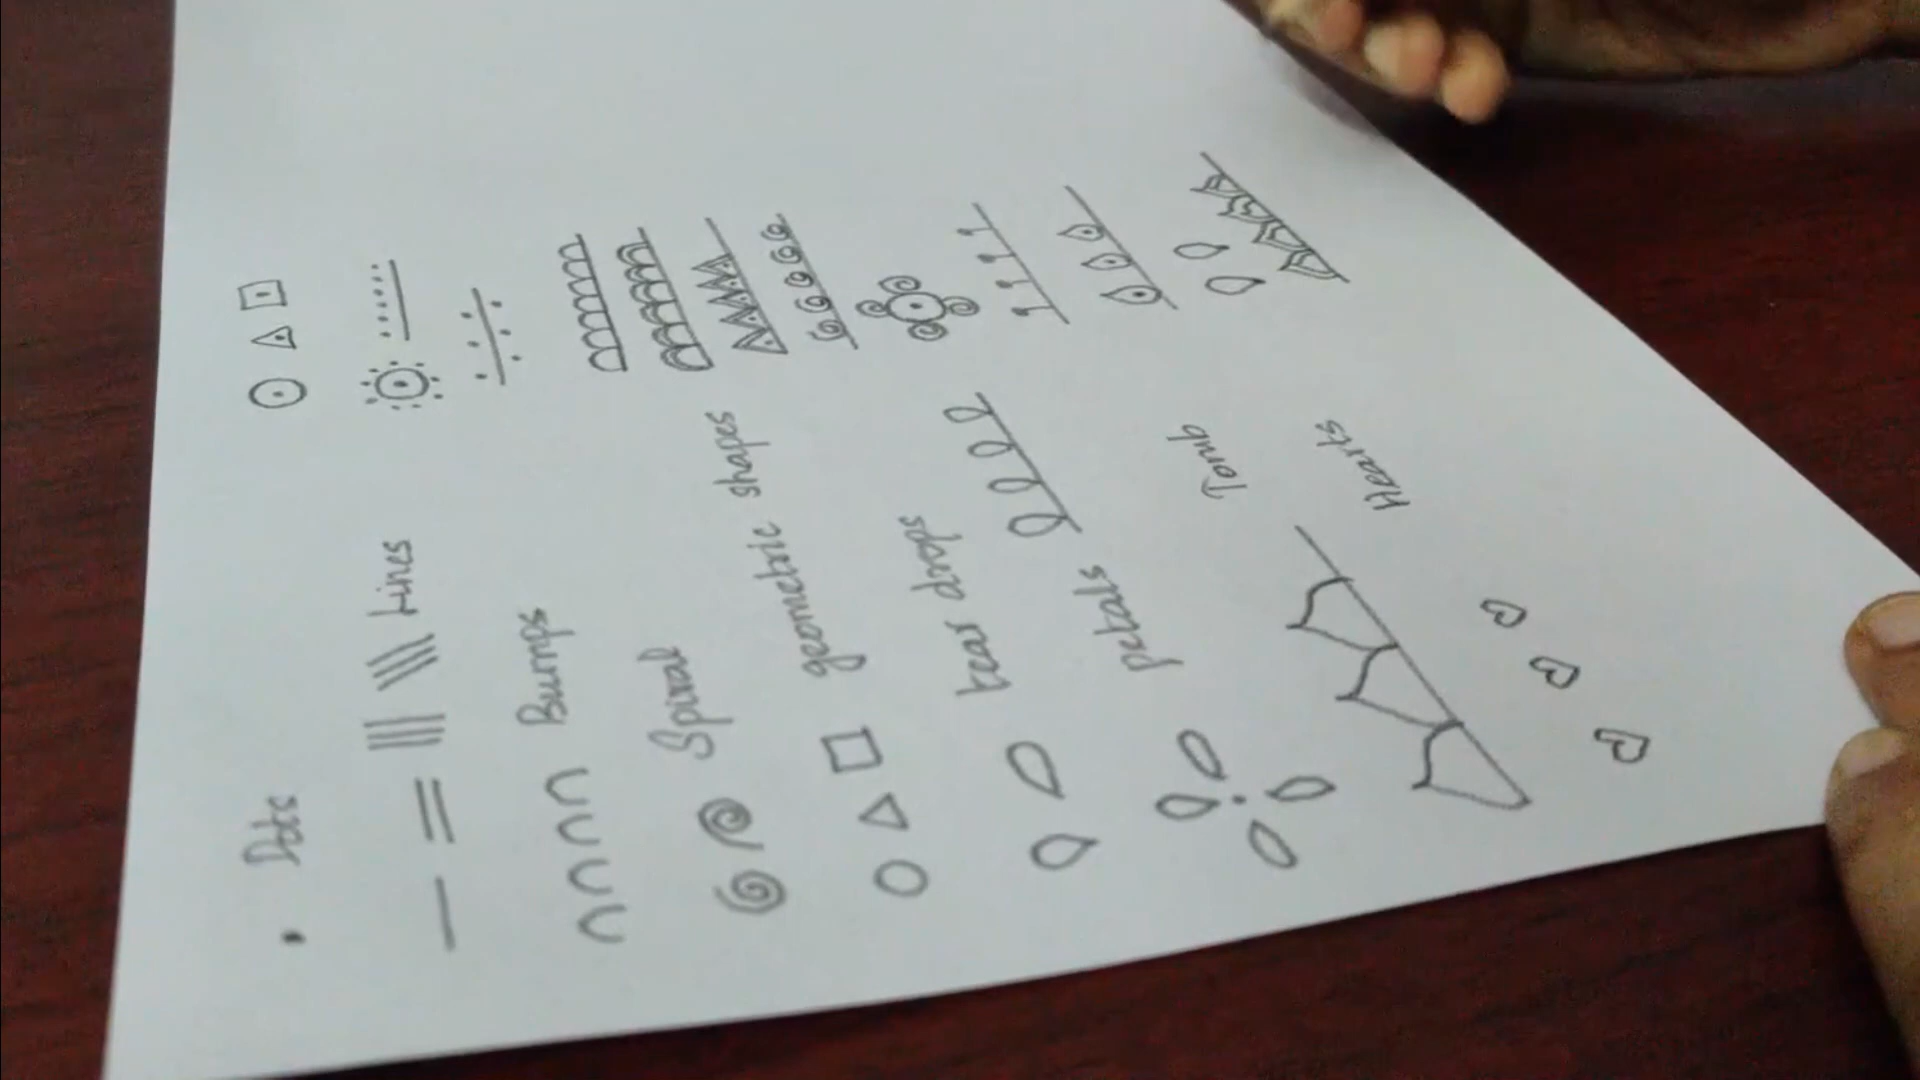 Dots
Lines
Bumps
Spiral
geometric shapes
tear drops
petals
Tomb
Hearts